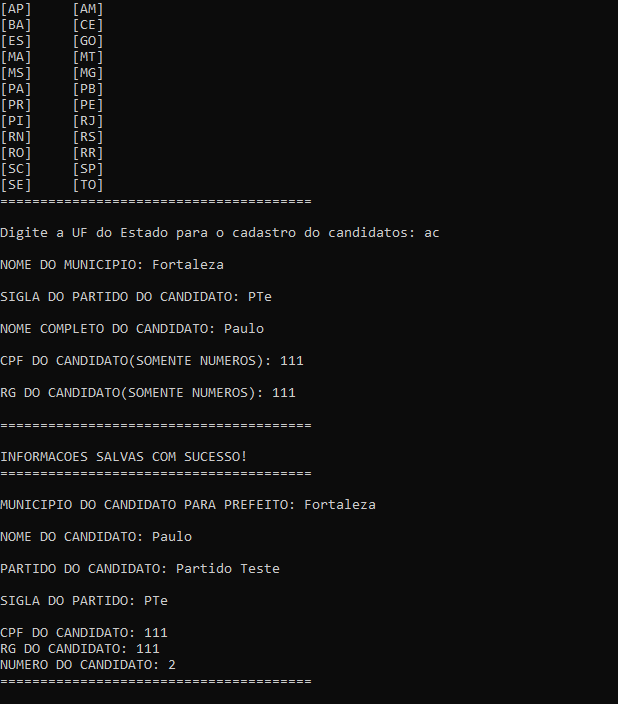 [AP] [AM]
[BA] [CE]
[ES] [GO]
[MA] [MT]
[MS] [MG]
[PA] [PB]
[PR] [PE]
[PI] [RJ]
[RN] [RS]
[RO] [RR]
[SC] [SP]
[SE] [TO]
=======================================
Digite a UF do Estado para o cadastro do candidatos: ac
NOME DO MUNICIPIO: Fortaleza
SIGLA DO PARTIDO DO CANDIDATO: PTe
NOME COMPLETO DO CANDIDATO: Paulo
CPF DO CANDIDATO(SOMENTE NUMEROS): 111
RG DO CANDIDATO(SOMENTE NUMEROS): 111
=======================================
INFORMACOES SALVAS COM SUCESSO!
=======================================
MUNICIPIO DO CANDIDATO PARA PREFEITO: Fortaleza
NOME DO CANDIDATO: Paulo
PARTIDO DO CANDIDATO: Partido Teste
SIGLA DO PARTIDO: PTe
CPF DO CANDIDATO: 111
RG DO CANDIDATO: 111
NUMERO DO CANDIDATO: 2
=======================================